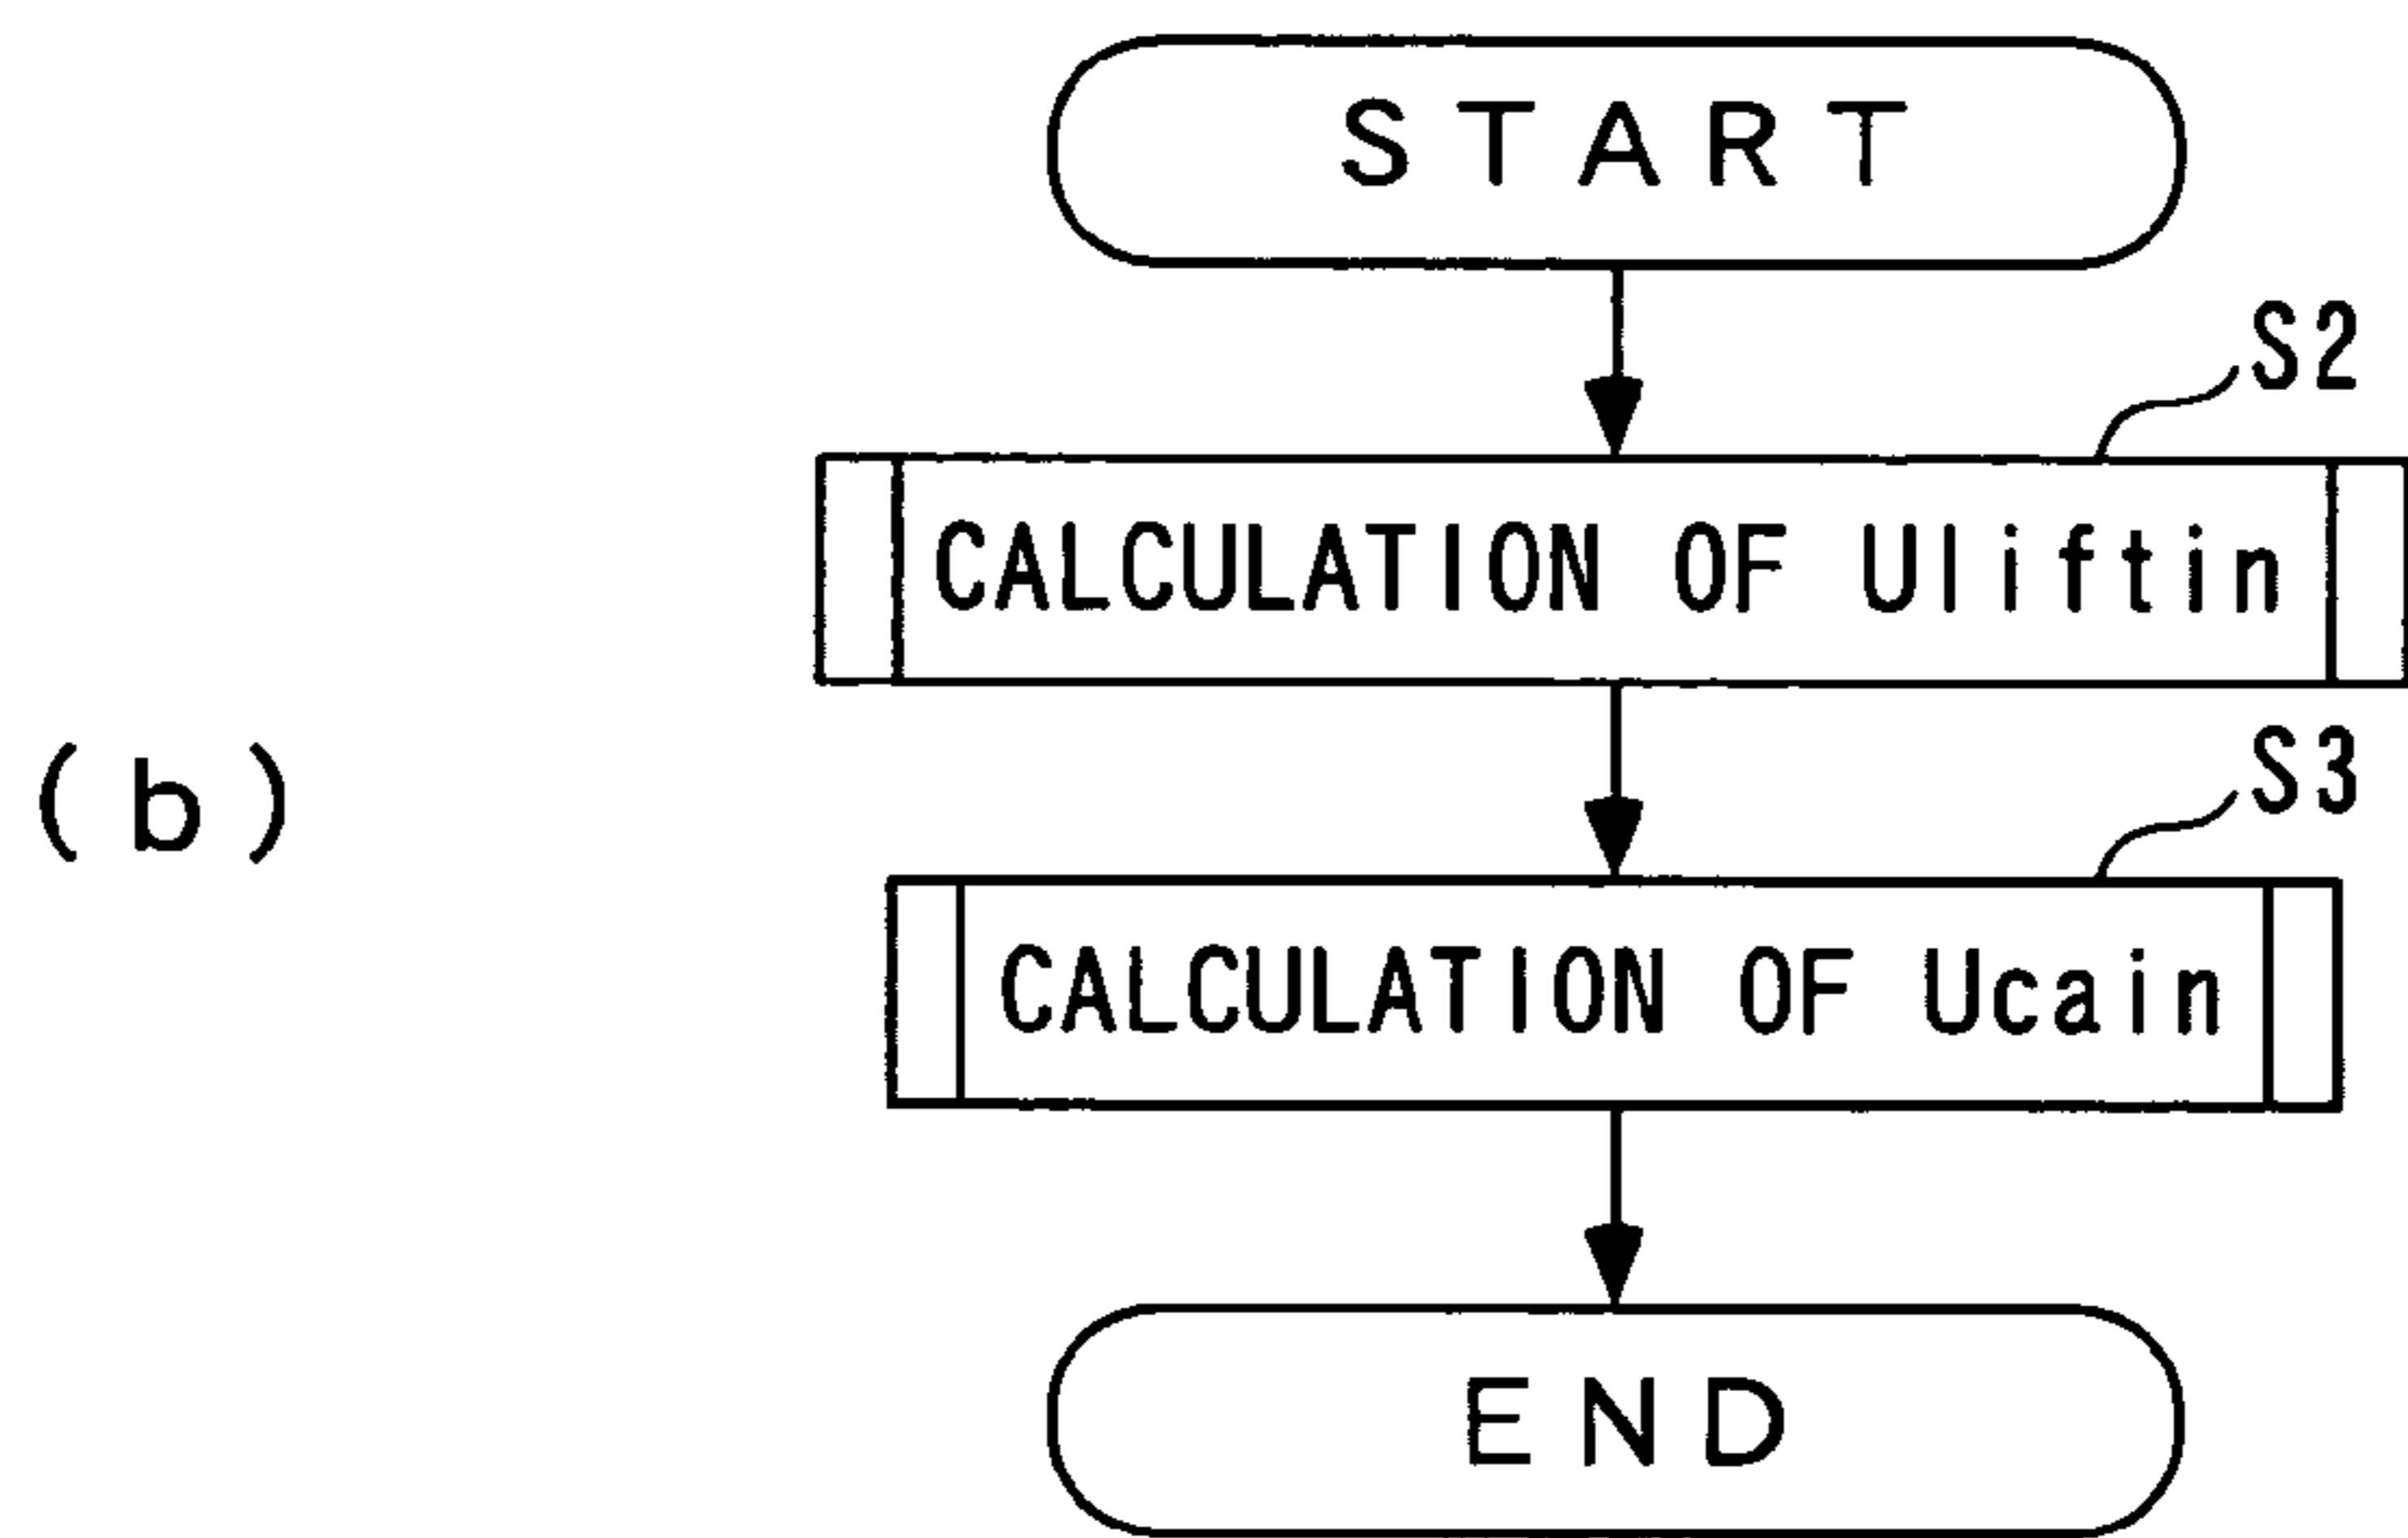 START
S2
CALCULATION OF Uliftin
S3
(b)
CALCULATION OF Ucain
END